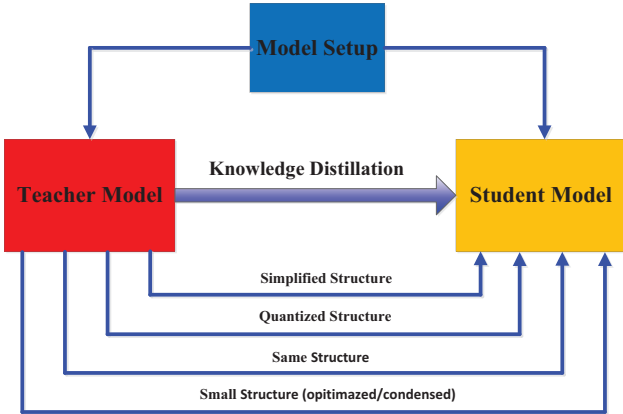 Model Setup
Knowledge Distillation
Teacher Model
Student Model
Simplified Structure
Quantized Structure
Same Structure
Small Structure (opitimazed/condensed)